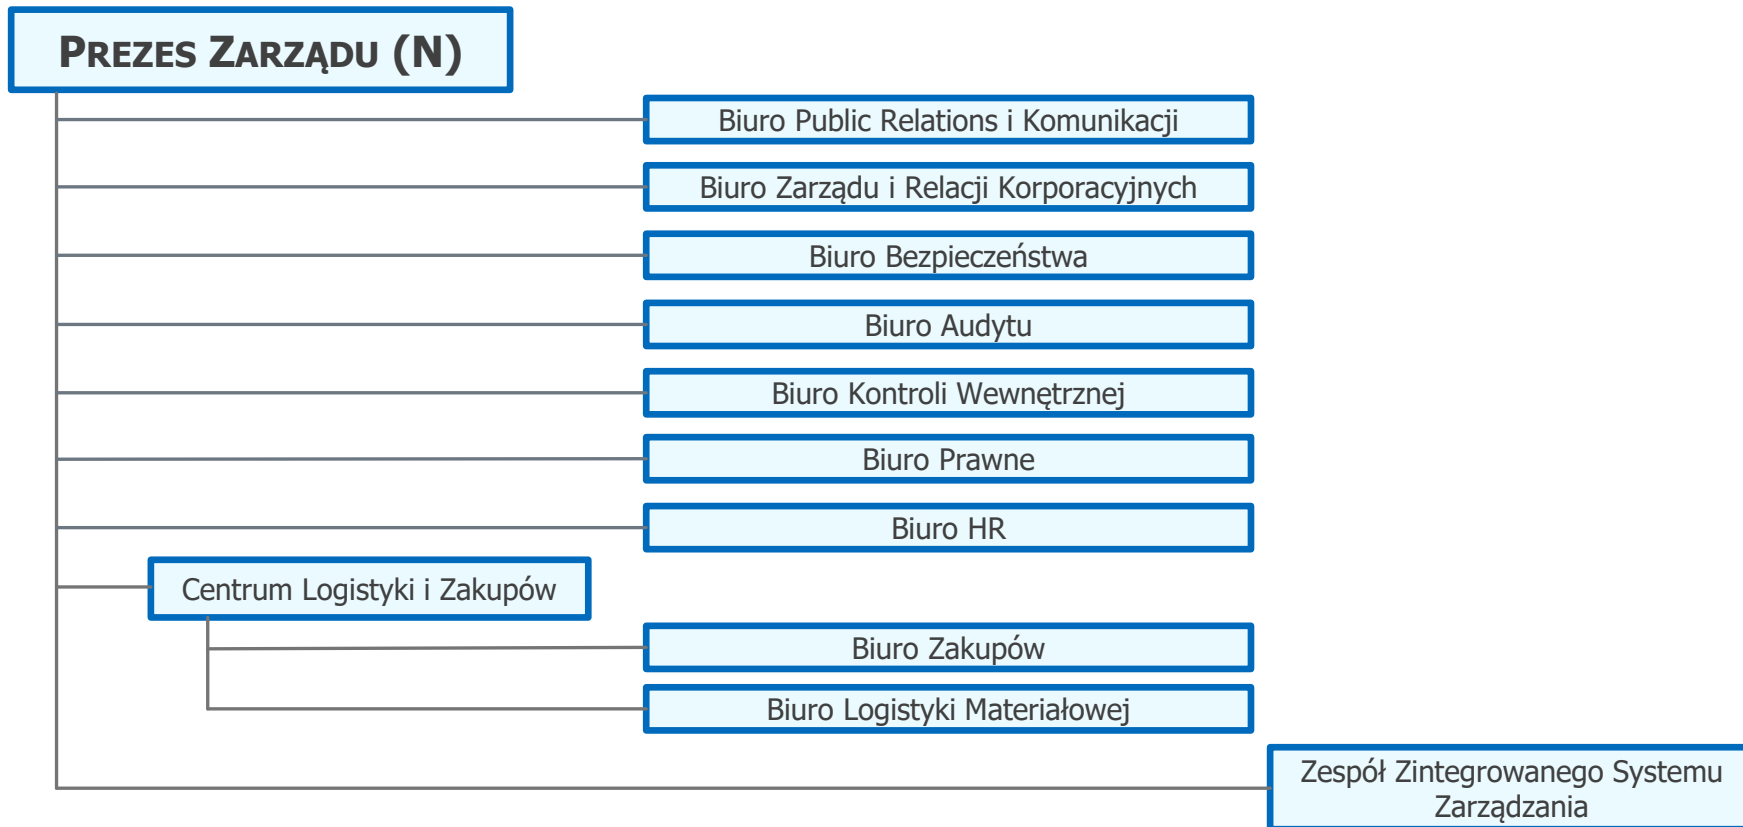 PREZES ZARZĄDU (N)
Biuro Public Relations i Komunikacji
Biuro Zarządu i Relacji Korporacyjnych
Biuro Bezpieczeństwa
Biuro Audytu
Biuro Kontroli Wewnętrznej
Biuro Prawne
Biuro HR
Centrum Logistyki i Zakupów
Biuro Zakupów
Biuro Logistyki Materiałowej
Zespół Zintegrowanego Systemu
Zarządzania